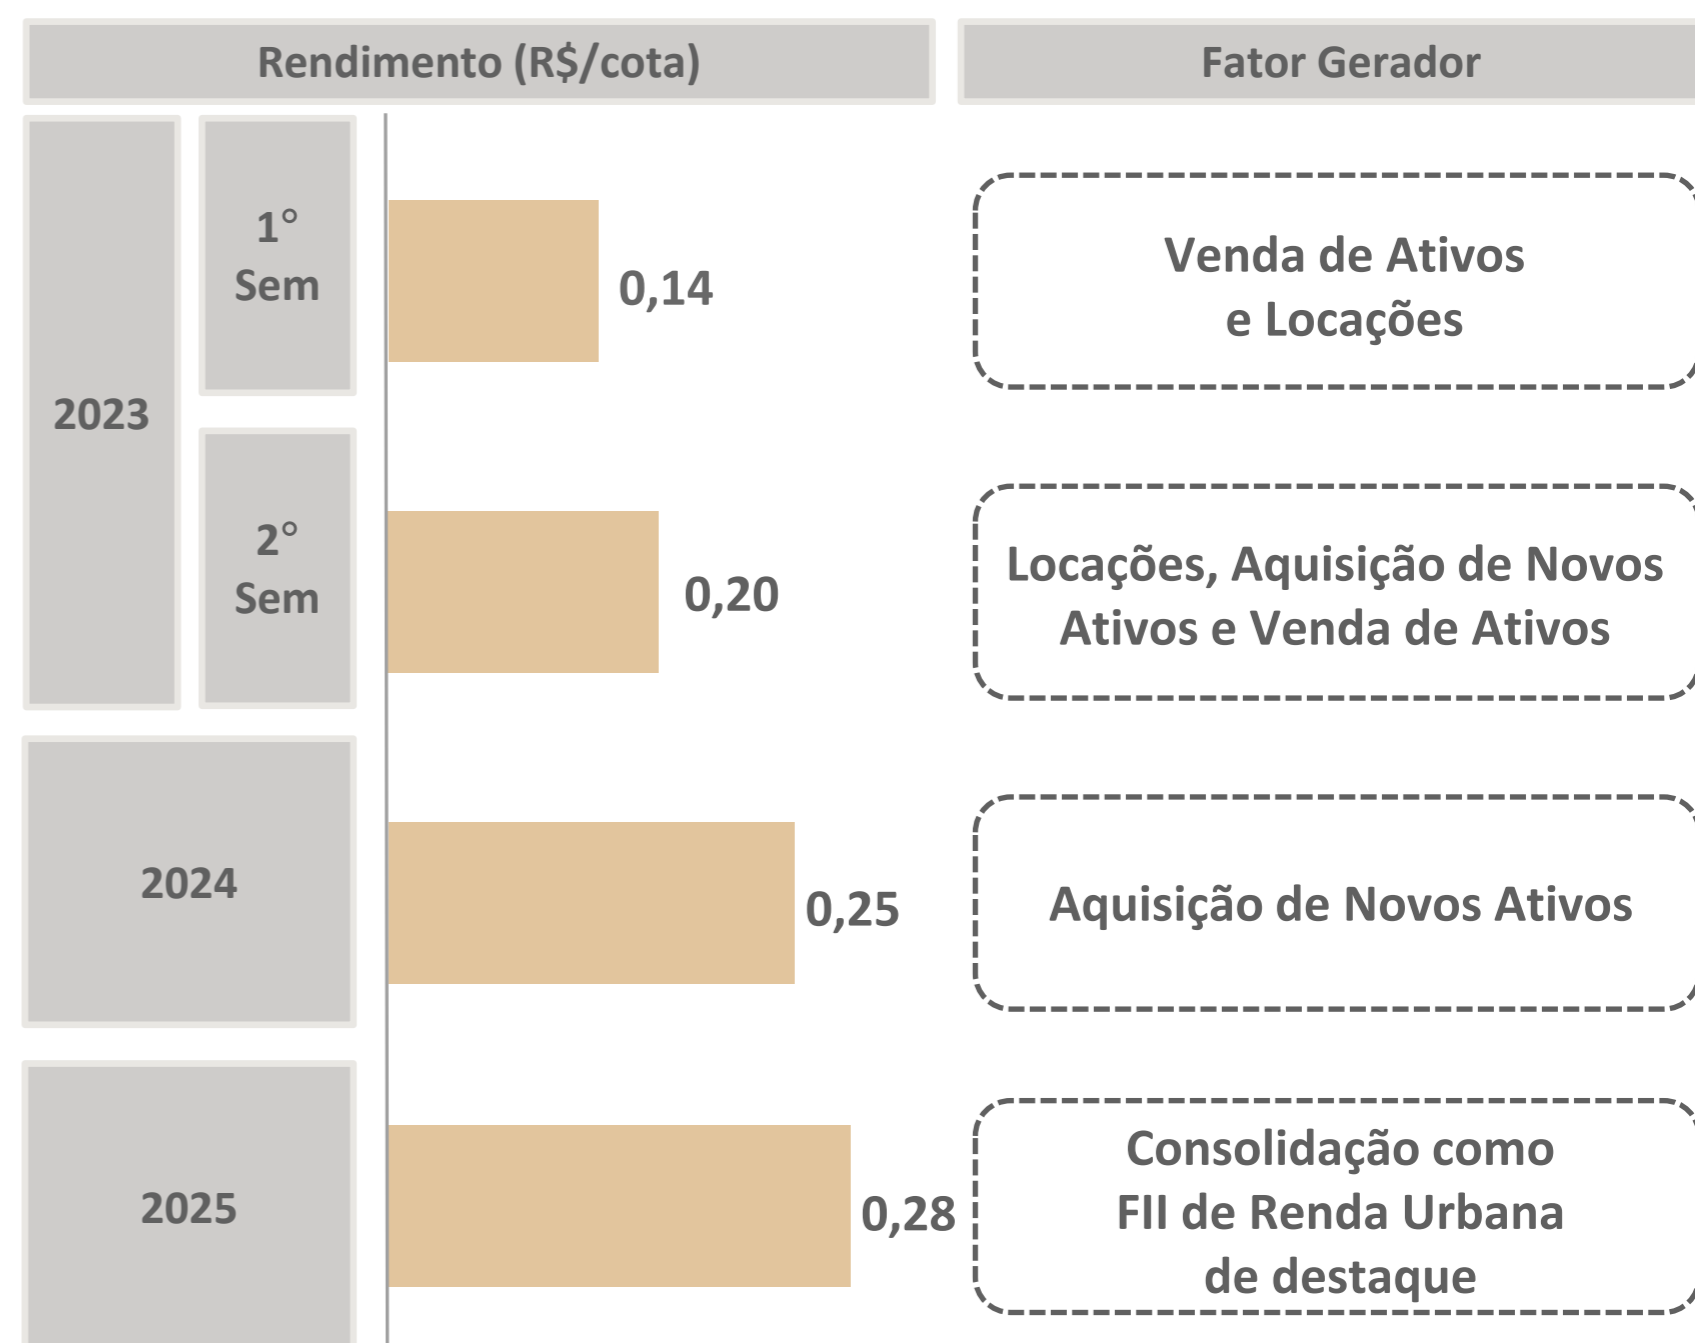 Rendimento (R$/cota)
Fator Gerador
2023
1°
Sem
0,14
Venda de Ativos
e Locações
2°
Sem
0,20
Locações, Aquisição de Novos
Ativos e Venda de Ativos
2024
0,25
Aquisição de Novos Ativos
2025
0,28
Consolidação como
FII de Renda Urbana
de destaque